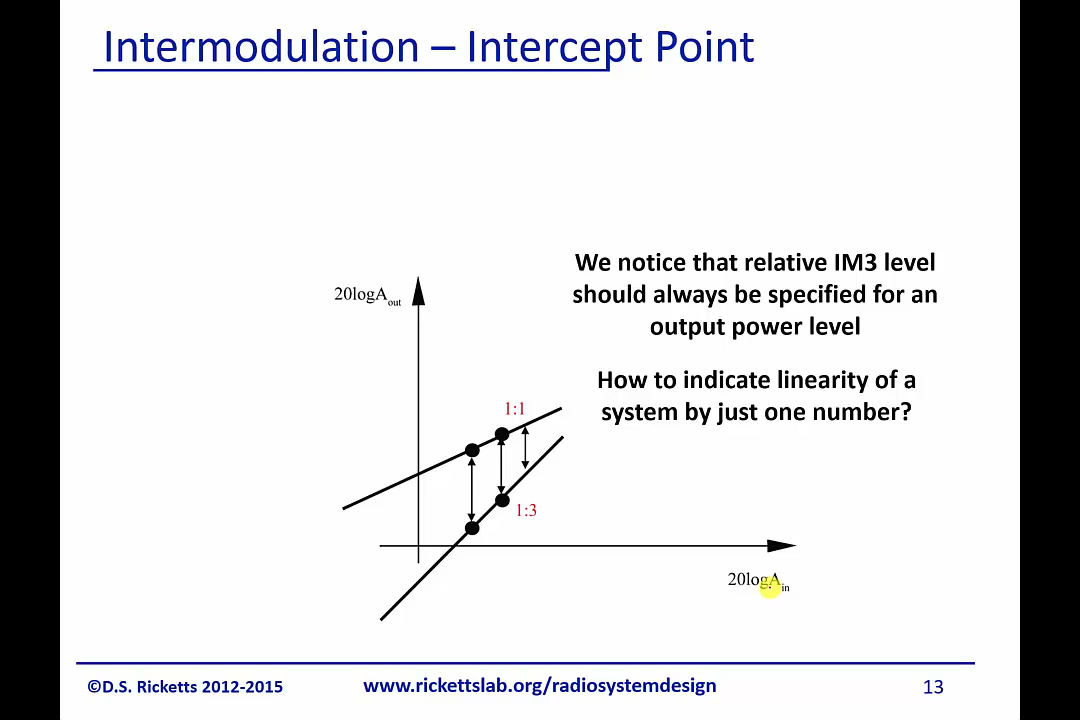 Intermodulation – Intercept Point
We notice that relative IM3 level
should always be specified for an
output power level
20logAout
How to indicate linearity of a
system by just one number?
1:1
1:3
20logAin
©D.S. Ricketts 2012-2015
www.rickettslab.org/radiosystemdesign
13